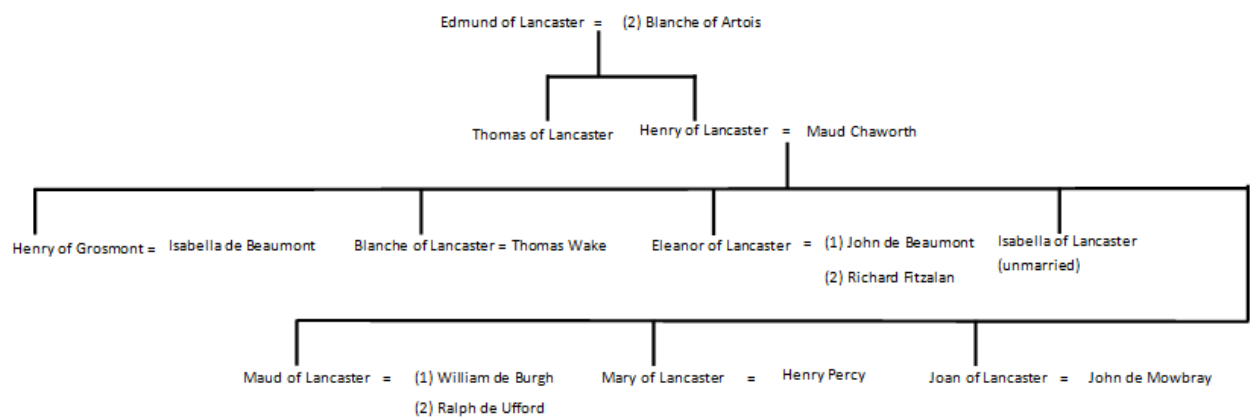 Edmund of Lancaster = (2) Blanche of Artois
Thomas of Lancaster Henry of Lancaster = Maud Chaworth
Henry of Grosmont = Isabella de Beaumont Blanche of Lancaster = Thomas Wake Eleanor of Lancaster = (1) John de Beaumont Isabella of Lancaster
(2) Richard Fitzalan (unmarried)
Maud of Lancaster = (1) William de Burgh Mary of Lancaster = Henry Percy Joan of Lancaster = John de Mowbray
(2) Ralph de Ufford